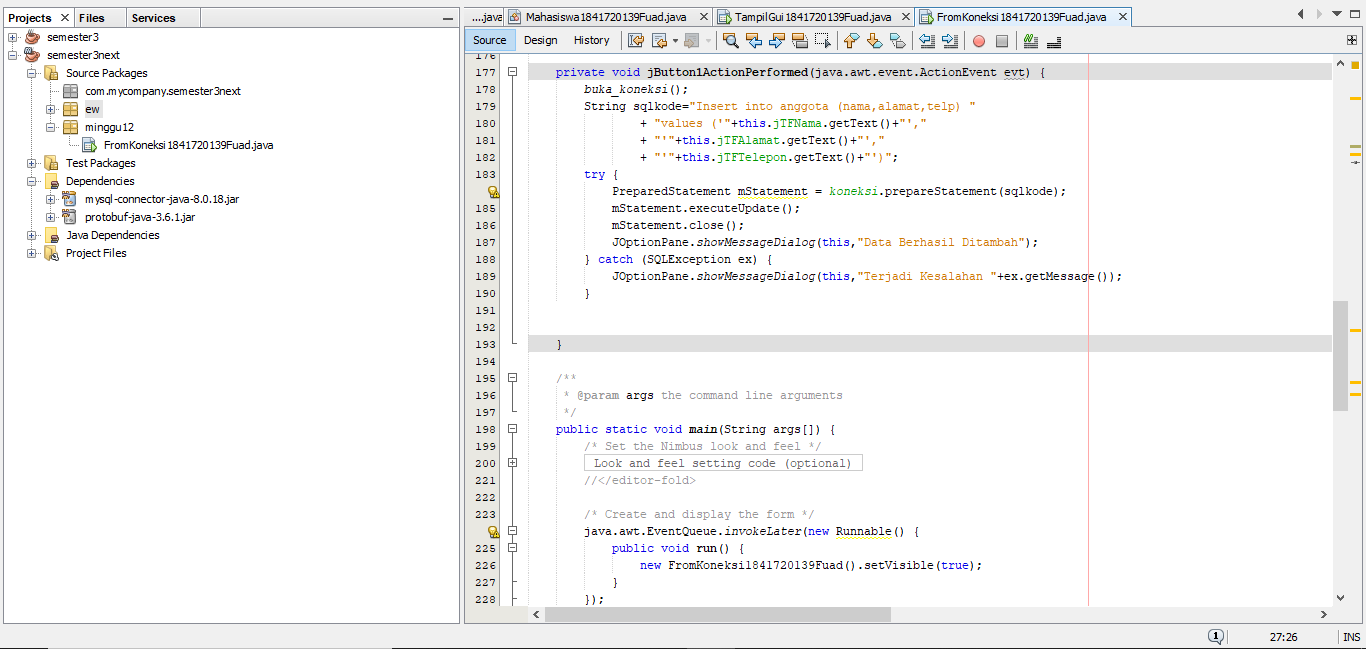 Projects × Files Services
semester3
semester3next
Source Packages
com.mycompany.semester3next
ew
minggu12
FromKoneksi1841720139Fuad.java
Test Packages
Dependencies
mysql-connector-java-8.0.18.jar
protobuf-java-3.6.1.jar
Java Dependencies
Project Files
....java Mahasiswa1841720139Fuad.java × TampilGui1841720139Fuad.java × FromKoneksi1841720139Fuad.java ×
Source Design History
176
177 private void jButton1ActionPerformed(java.awt.event.ActionEvent evt) {
178 buka_koneksi();
179 String sqlkode="Insert into anggota (nama,alamat,telp) "
180 + "values ('"+this.jTFNama.getText()+"',"
181 + "'"+this.jTFAlamat.getText()+"',"
182 + "'"+this.jTFTelepon.getText()+"')";
183 try {
PreparedStatement mStatement = koneksi.prepareStatement(sqlkode);
185 mStatement.executeUpdate();
186 mStatement.close();
187 JOptionPane.showMessageDialog(this,"Data Berhasil Ditambah");
188 } catch (SQLException ex) {
189 JOptionPane.showMessageDialog(this,"Terjadi Kesalahan "+ex.getMessage());
190 }
191
192
193 }
194
195 /**
196 * @param args the command line arguments
197 */
198 public static void main(String args[]) {
199 /* Set the Nimbus look and feel */
200 Look and feel setting code (optional)
221 //</editor-fold>
222
223 /* Create and display the form */
java.awt.EventQueue.invokeLater(new Runnable() {
225 public void run() {
226 new FromKoneksi1841720139Fuad().setVisible(true);
227 }
228 });
1 27:26 INS